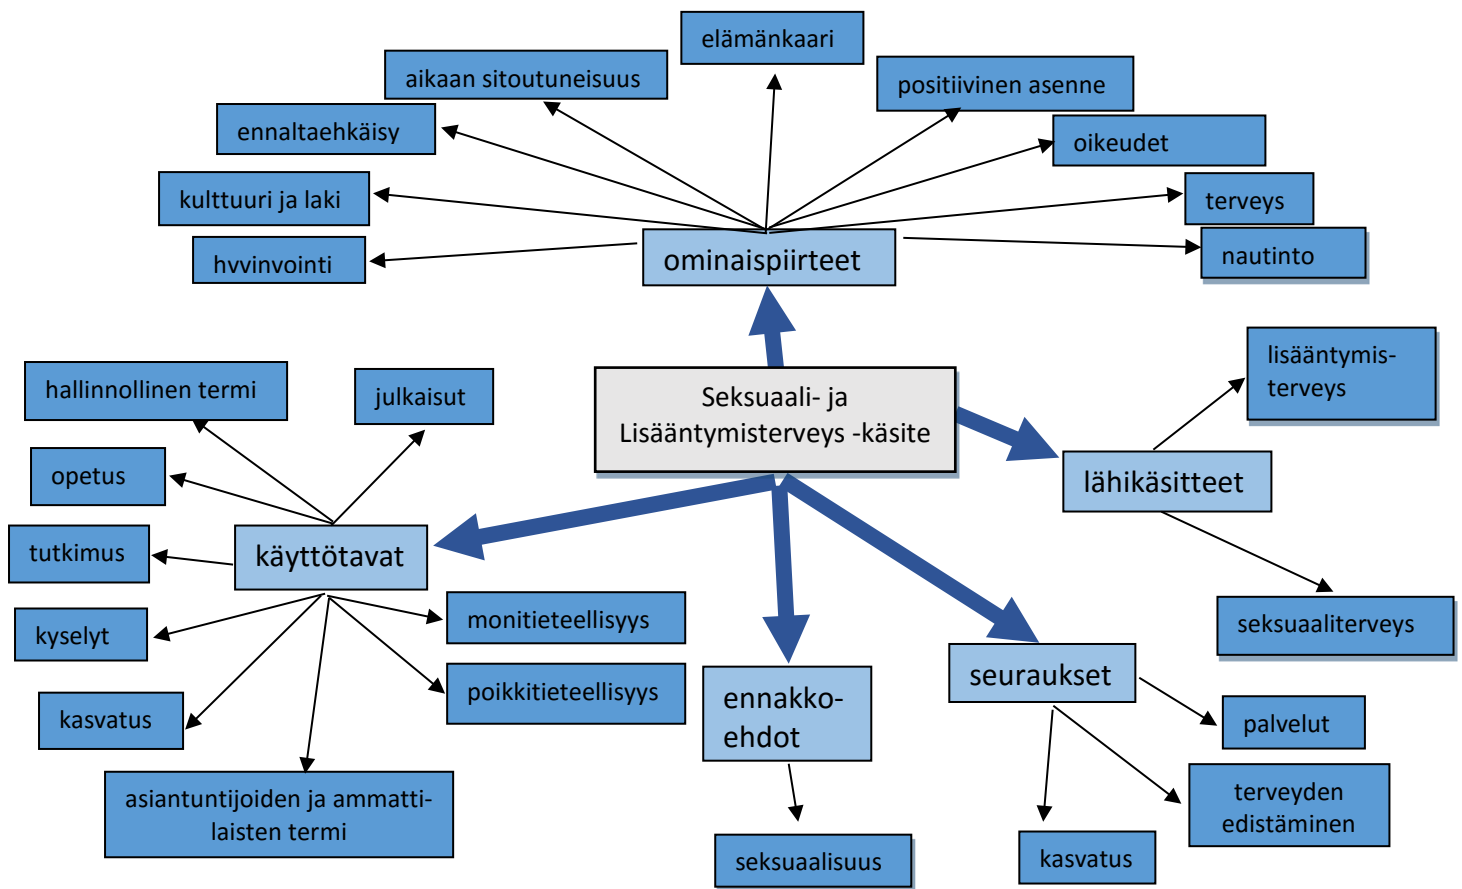 elämänkaari
aikaan sitoutuneisuus
positiivinen asenne
ennaltaehkäisy
oikeudet
kulttuuri ja laki
terveys
hvvinvointi
ominaispiirteet
nautinto
lisääntymis-
terveys
hallinnollinen termi
julkaisut
Seksuaali- ja
Lisääntymisterveys -käsite
opetus
lähikäsitteet
tutkimus
käyttötavat
kyselyt
monitieteellisyys
seksuaaliterveys
poikkitieteellisyys
kasvatus
ennakko-
ehdot
seuraukset
palvelut
asiantuntijoiden ja ammatti-
laisten termi
terveyden
edistäminen
seksuaalisuus
kasvatus